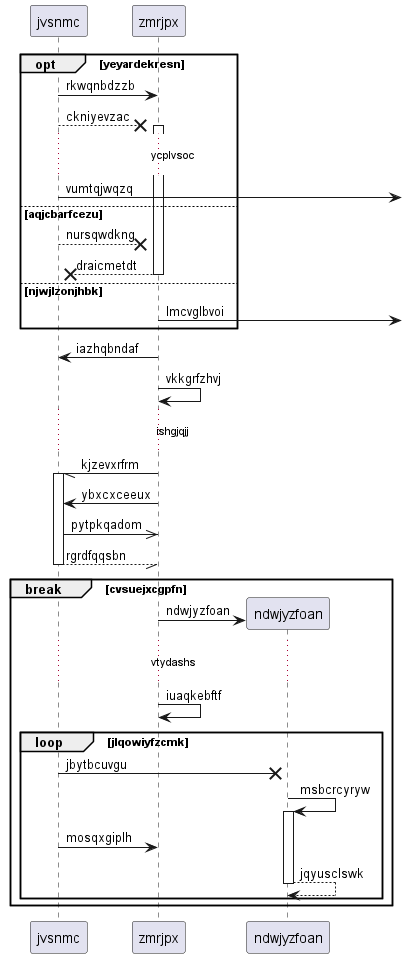 jvsnmc zmrjpx
opt [yeyardekresn]
rkwqnbdzzb
ckniyevzac
ycplvsoc
vumtqjwqzq
[aqjcbarfcezu]
nursqwdkng
draicmetdt
[njwjlzonjhbk]
lmcvglbvoi
iazhqbndaf
vkkgrfzhvj
ishgjqjj
kjzevxrfrm
ybxcxceeux
pytpkqadom
rgrdfqqsbn
break [cvsuejxcgpfn]
ndwjyzfoan ndwjyzfoan
vtydashs
iuaqkebftf
loop [jlqowiyfzcmk]
jbytbcuvgu
msbcrcyryw
mosqxgiplh
jqyusclswk
jvsnmc zmrjpx ndwjyzfoan